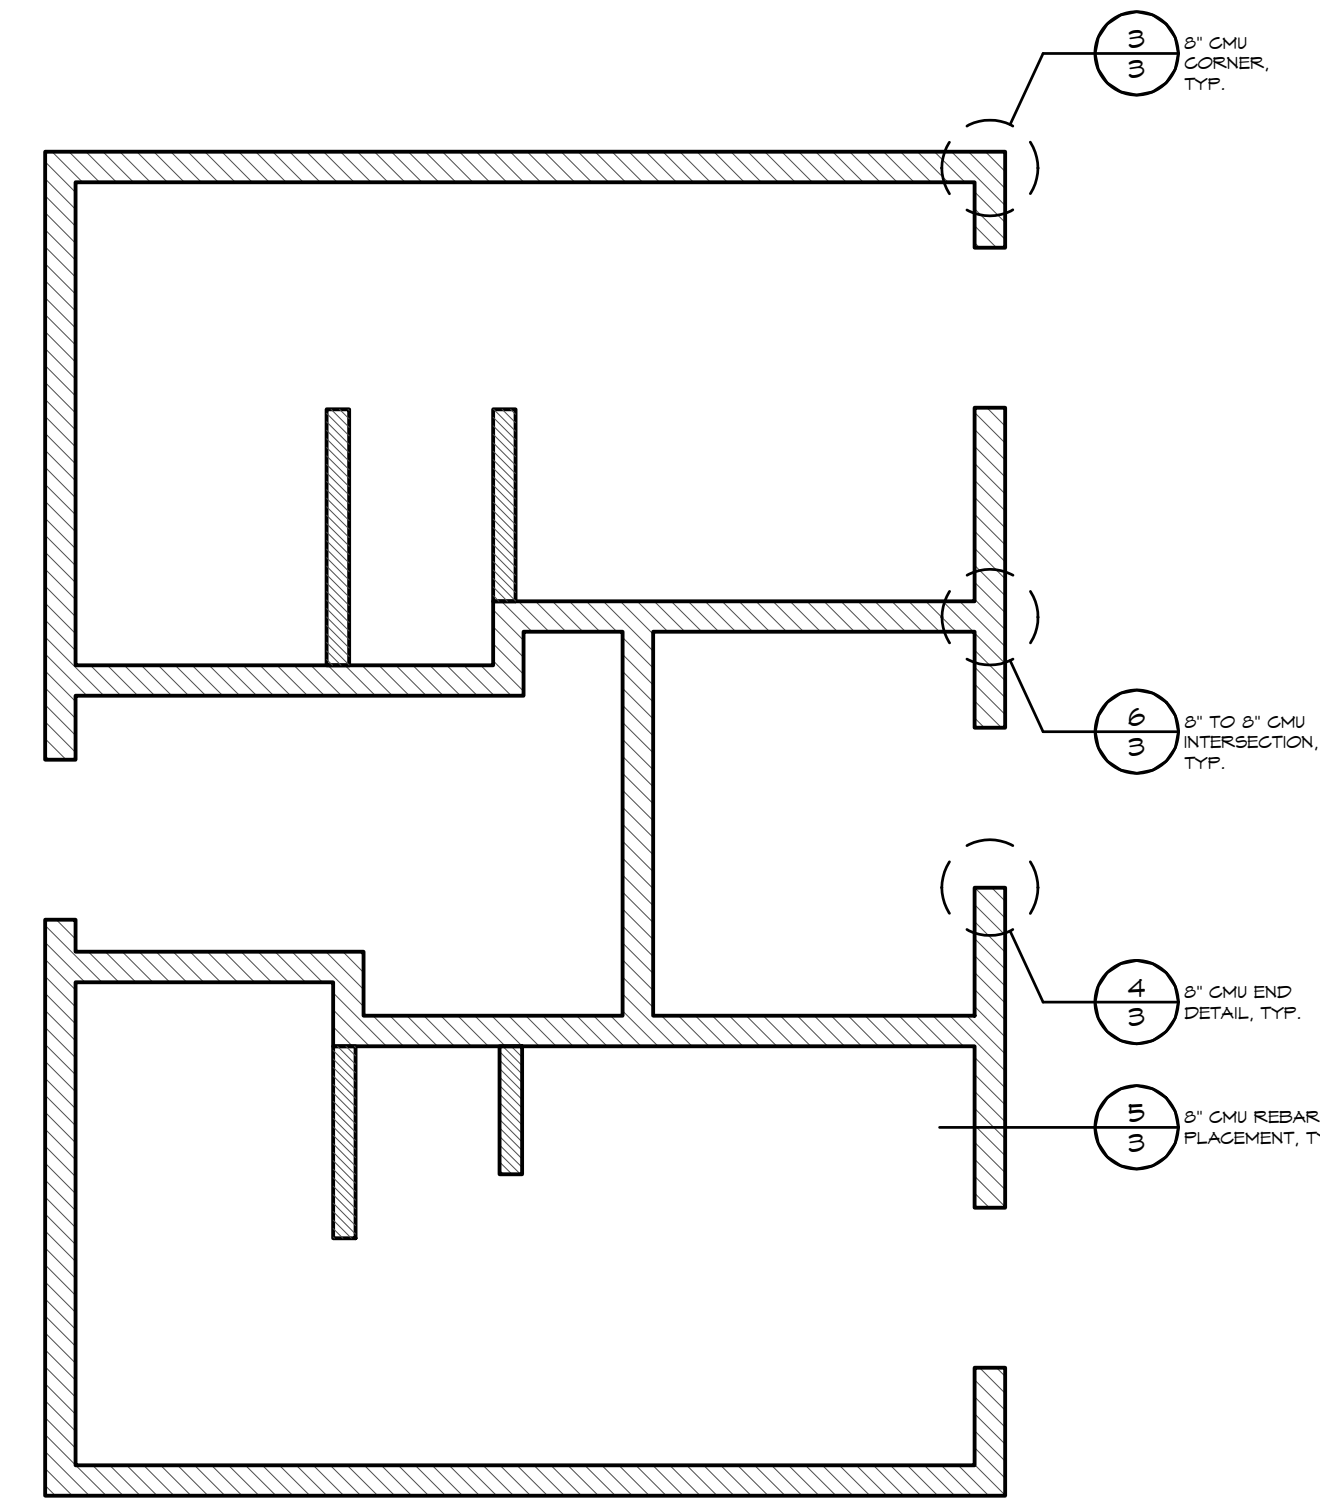 3
3
8" CMU
CORNER,
TYP.
6
3
8" TO 8" CMU
INTERSECTION,
TYP.
4
3
8" CMU END
DETAIL, TYP.
5
3
8" CMU REBAR
PLACEMENT, TY